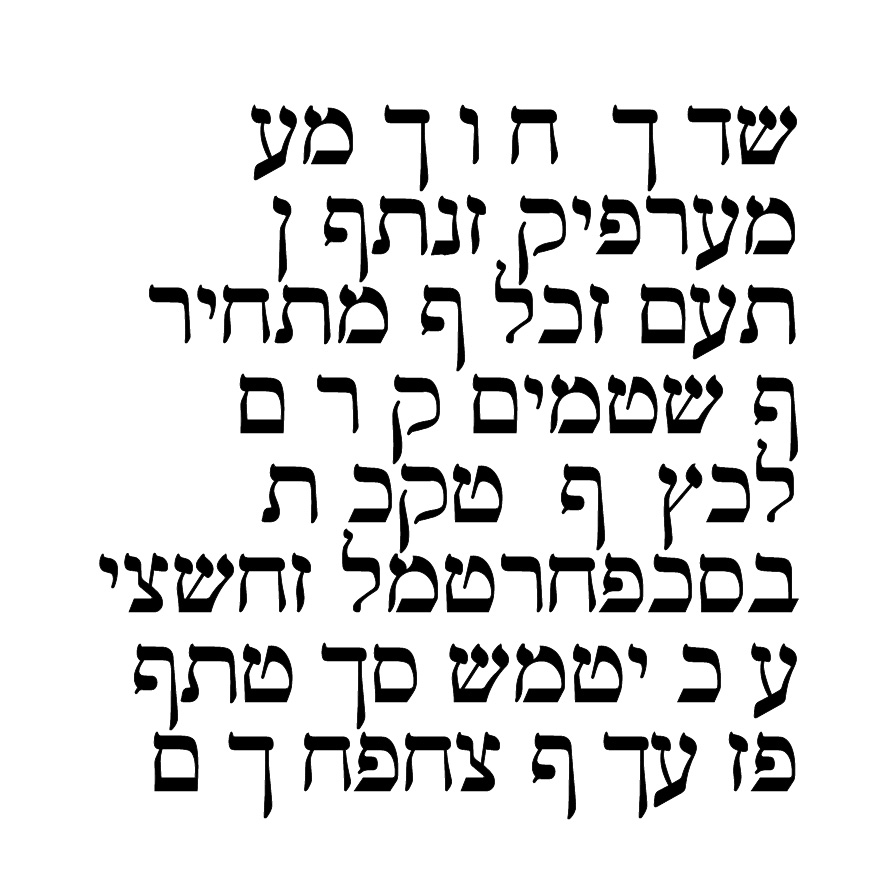 שד ך ח ו ך מע
מערפיק זנתף ן
תעם זכל ף מתחיר
ף שטמים ק ר ם
לכץ ף טקכ ת
בסכפחרטמל זחשצי
ע כ יטמש סך טתף
פז עך ף צחפח ך ם